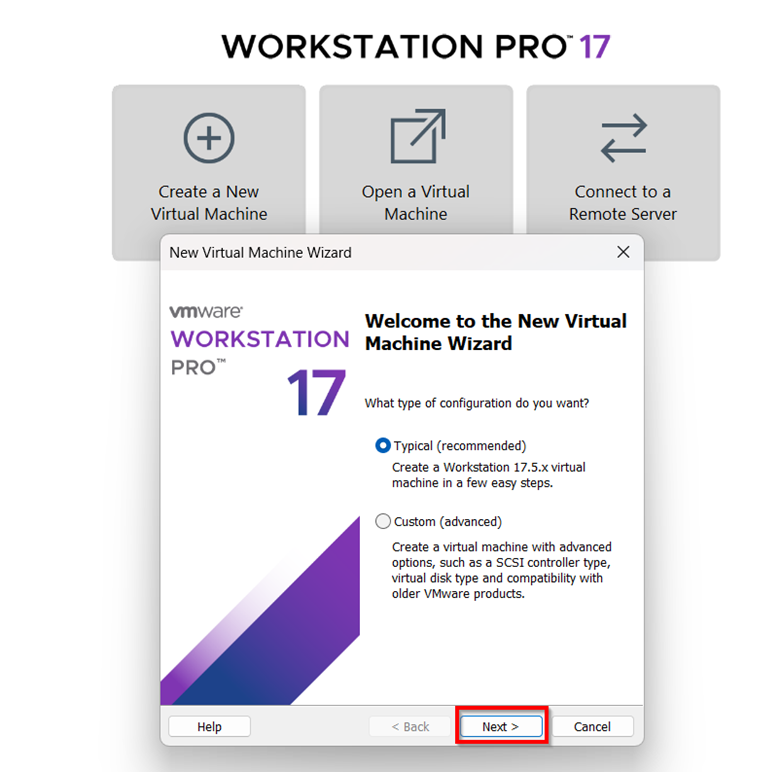 WORKSTATION PRO™ 17
Create a New
Virtual Machine
Open a Virtual
Machine
Connect to a
Remote Server
New Virtual Machine Wizard
vmware®
WORKSTATION
PRO™
17
Welcome to the New Virtual
Machine Wizard
What type of configuration do you want?
Typical (recommended)
Create a Workstation 17.5.x virtual
machine in a few easy steps.
Custom (advanced)
Create a virtual machine with advanced
options, such as a SCSI controller type,
virtual disk type and compatibility with
older VMware products.
Help
< Back
Next >
Cancel